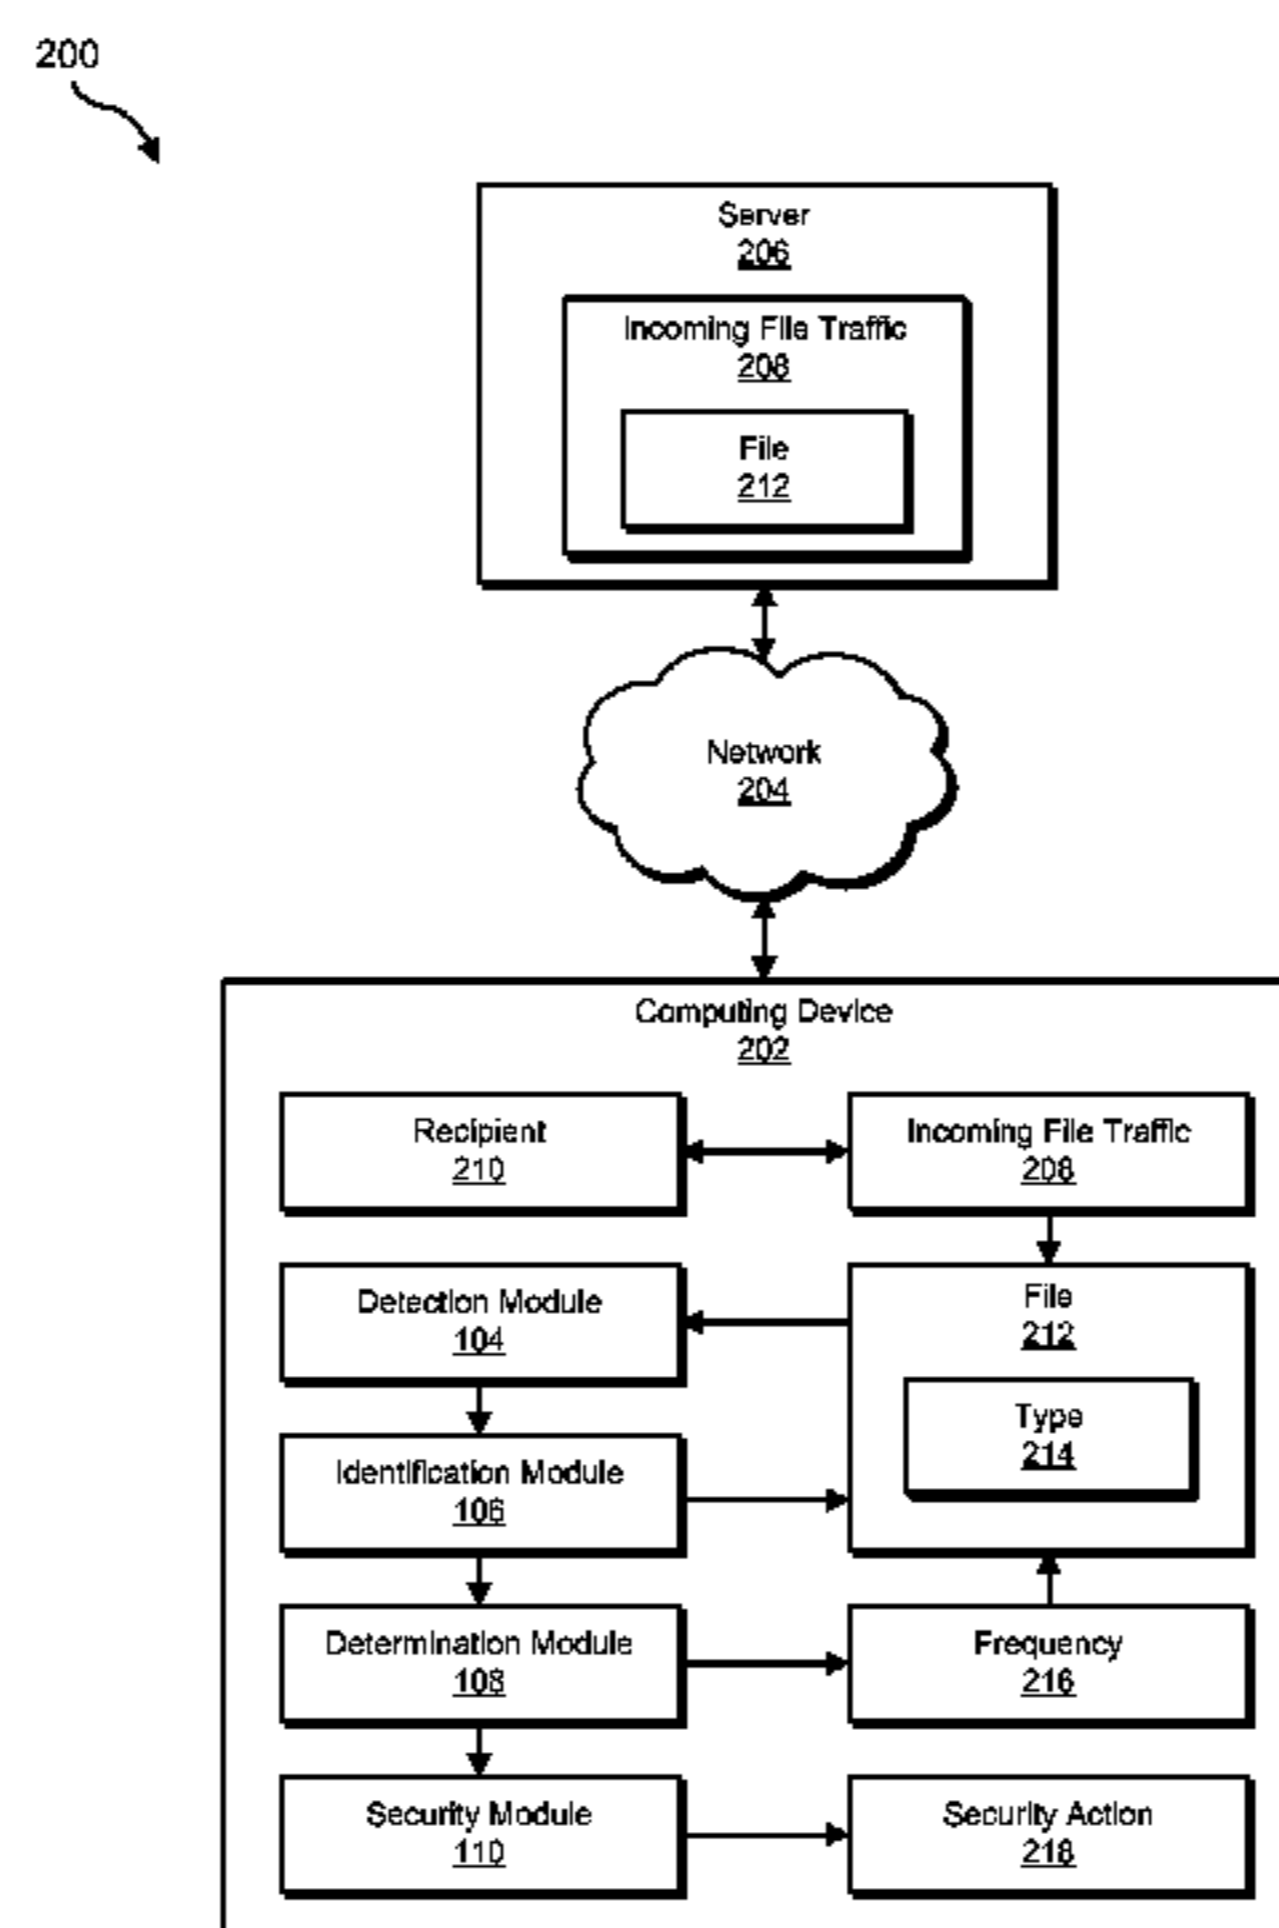 200
Server
206
Incoming File Traffic
208
File
212
Network
204
Computing Device
202
Recipient
210
Incoming File Traffic
208
Detection Module
104
File
212
Type
214
Identification Module
106
Determination Module
108
Frequency
216
Security Module
110
Security Action
218